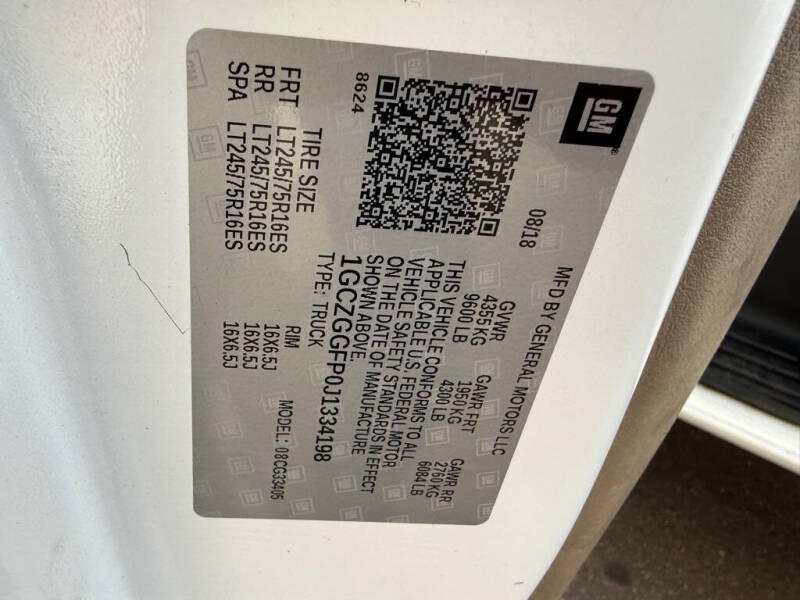 GM
MFD BY GENERAL MOTORS LLC
08/18
GVWR GAWR FRT GAWR RR
4355 KG 1950 KG 2760 KG
9600 LB 4300 LB 6084 LB
THIS VEHICLE CONFORMS TO ALL
APPLICABLE U.S. FEDERAL MOTOR
VEHICLE SAFETY STANDARDS IN EFFECT
ON THE DATE OF MANUFACTURE
SHOWN ABOVE.
1GCZGGFP0J1334198
TYPE: TRUCK
MODEL: 08CG33405
8624
TIRE SIZE RIM
FRT LT245/75R16ES 16X6.5J
RR LT245/75R16ES 16X6.5J
SPA LT245/75R16ES 16X6.5J